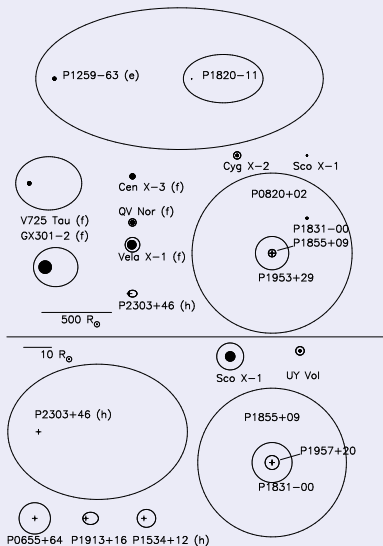 P1259-63 (e)
P1820-11
Cyg X-2
Sco X-1
Cen X-3 (f)
P0820+02
QV Nor (f)
V725 Tau (f)
GX301-2 (f)
P1831-00
P1855+09
Vela X-1 (f)
P1953+29
P2303+46 (h)
500 R☉
10 R☉
Sco X-1
UY Vol
P2303+46 (h)
P1855+09
P1957+20
P1831-00
P0655+64
P1913+16
P1534+12 (h)